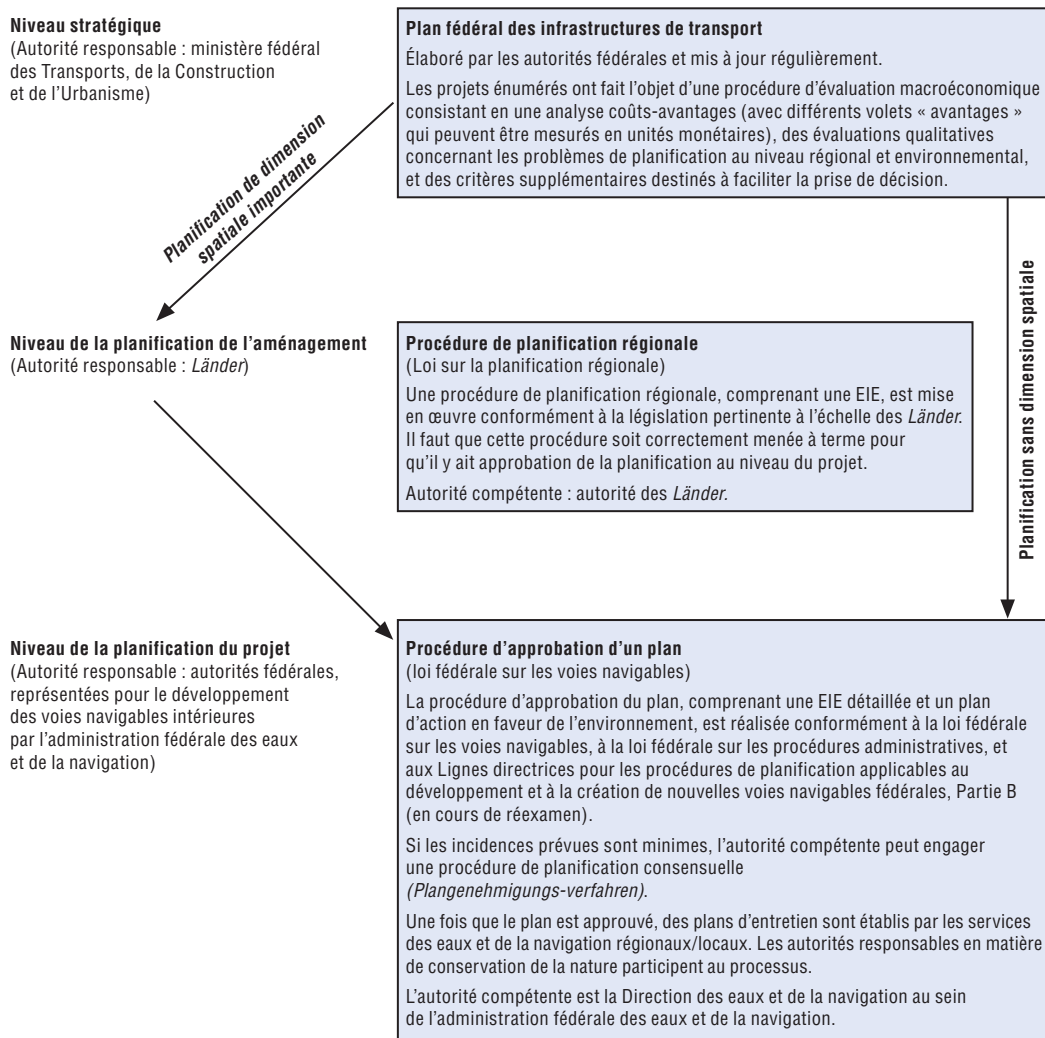 Niveau stratégique
(Autorité responsable : ministère fédéral
des Transports, de la Construction
et de l'Urbanisme)
Plan fédéral des infrastructures de transport
Élaboré par les autorités fédérales et mis à jour régulièrement.
Les projets énumérés ont fait l'objet d'une procédure d'évaluation macroéconomique
consistant en une analyse coûts-avantages (avec différents volets « avantages »
qui peuvent être mesurés en unités monétaires), des évaluations qualitatives
concernant les problèmes de planification au niveau régional et environnemental,
et des critères supplémentaires destinés à faciliter la prise de décision.
Planification de dimension
spatiale importante
Planification sans dimension spatiale
Niveau de la planification de l'aménagement
(Autorité responsable : Länder)
Procédure de planification régionale
(Loi sur la planification régionale)
Une procédure de planification régionale, comprenant une EIE, est mise
en œuvre conformément à la législation pertinente à l'échelle des Länder.
Il faut que cette procédure soit correctement menée à terme pour
qu'il y ait approbation de la planification au niveau du projet.
Autorité compétente : autorité des Länder.
Niveau de la planification du projet
(Autorité responsable : autorités fédérales,
représentées pour le développement
des voies navigables intérieures
par l'administration fédérale des eaux
et de la navigation)
Procédure d'approbation d'un plan
(loi fédérale sur les voies navigables)
La procédure d'approbation du plan, comprenant une EIE détaillée et un plan
d'action en faveur de l'environnement, est réalisée conformément à la loi fédérale
sur les voies navigables, à la loi fédérale sur les procédures administratives, et
aux Lignes directrices pour les procédures de planification applicables au
développement et à la création de nouvelles voies navigables fédérales, Partie B
(en cours de réexamen).
Si les incidences prévues sont minimes, l'autorité compétente peut engager
une procédure de planification consensuelle
(Plangenehmigungs-verfahren).
Une fois que le plan est approuvé, des plans d'entretien sont établis par les services
des eaux et de la navigation régionaux/locaux. Les autorités responsables en matière
de conservation de la nature participent au processus.
L'autorité compétente est la Direction des eaux et de la navigation au sein
de l'administration fédérale des eaux et de la navigation.